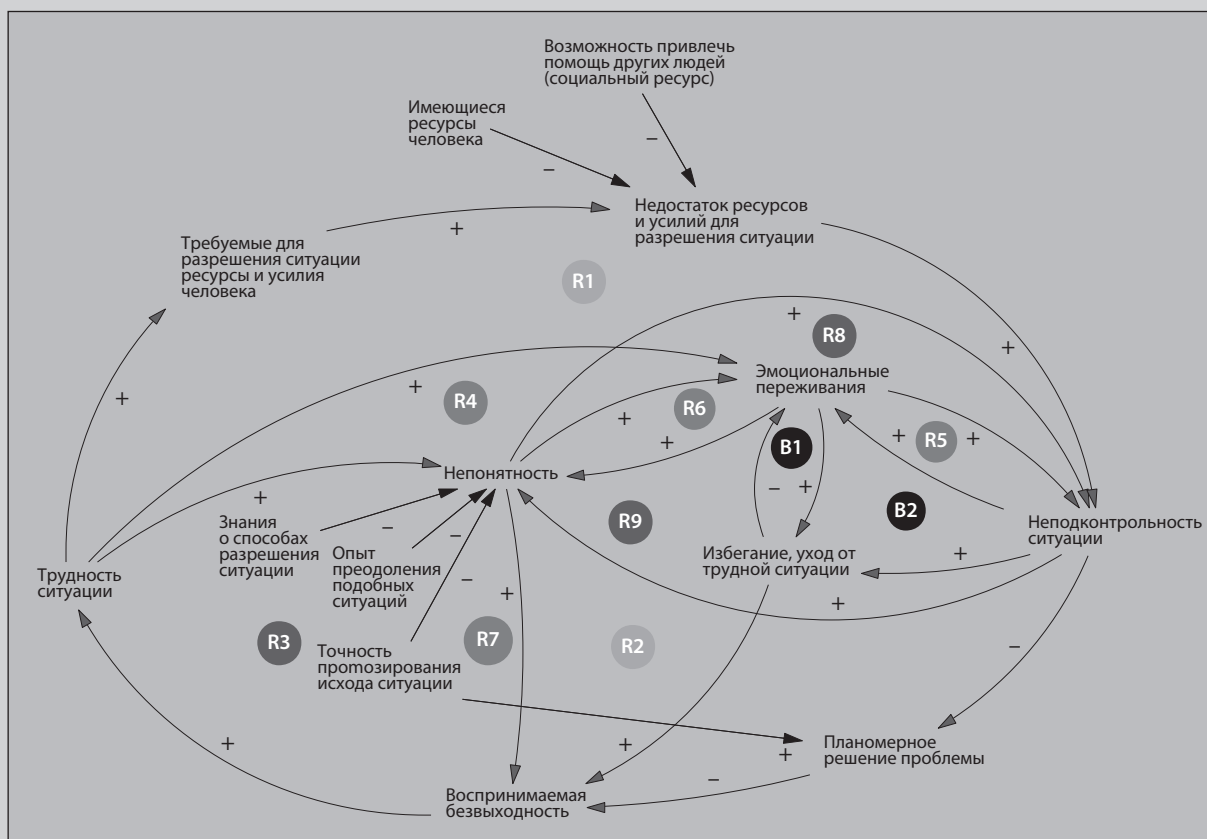 Возможность привлечь
помощь других людей
(социальный ресурс)
Имеющиеся
ресурсы
человека
–
–
Недостаток ресурсов
и усилий для
разрешения ситуации
Требуемые для
разрешения ситуации
ресурсы и усилия
человека
+
R1
+
R8
+
Эмоциональные
переживания
+
+
R4
R6
+
+
B1
+
R5
+
Непонятность
+
–
+
Знания
о способах
разрешения
ситуации
–
Опыт
преодоления
подобных
ситуаций
–
–
+
R9
B2
Неподконтрольность
ситуации
Избегание, уход от
трудной ситуации
+
+
Трудность
ситуации
R3
Точность
протозирования
исхода ситуации
R7
R2
–
+
+
Планомерное
решение проблемы
+
–
Воспринимаемая
безвыходность